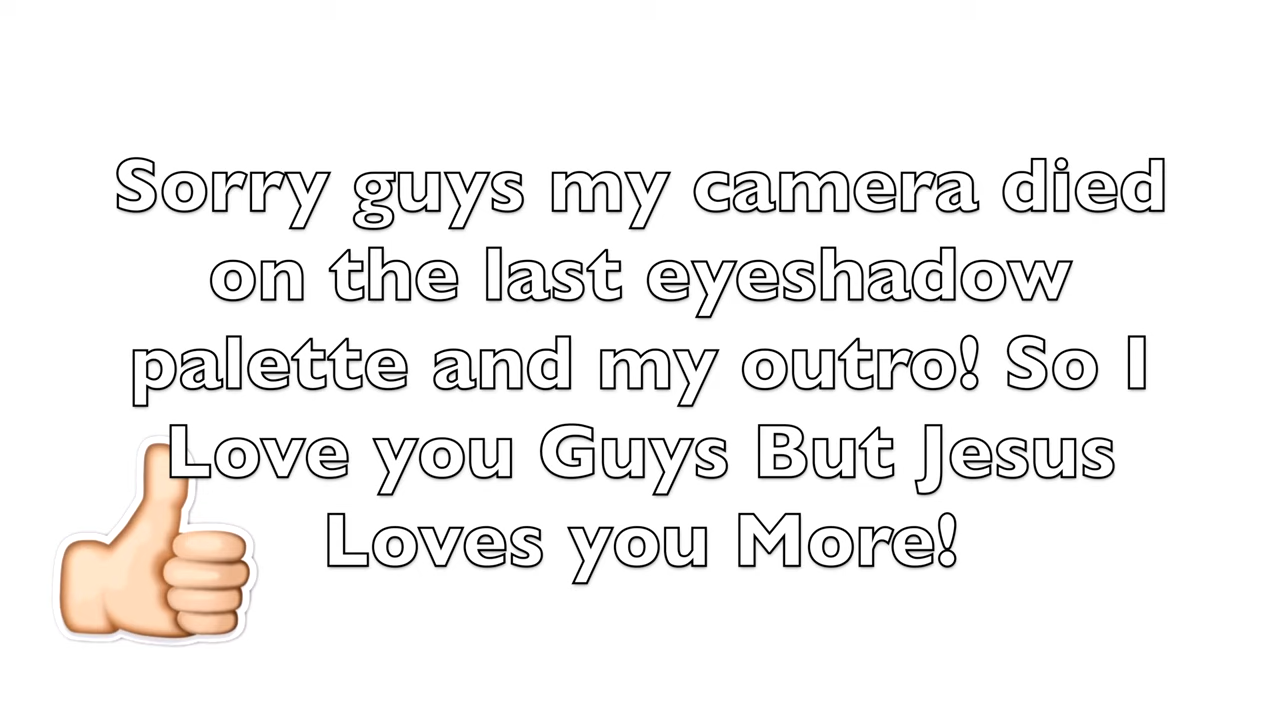 Sorry guys my camera died
on the last eyeshadow
palette and my outro! So I
Love you Guys But Jesus
Loves you More!